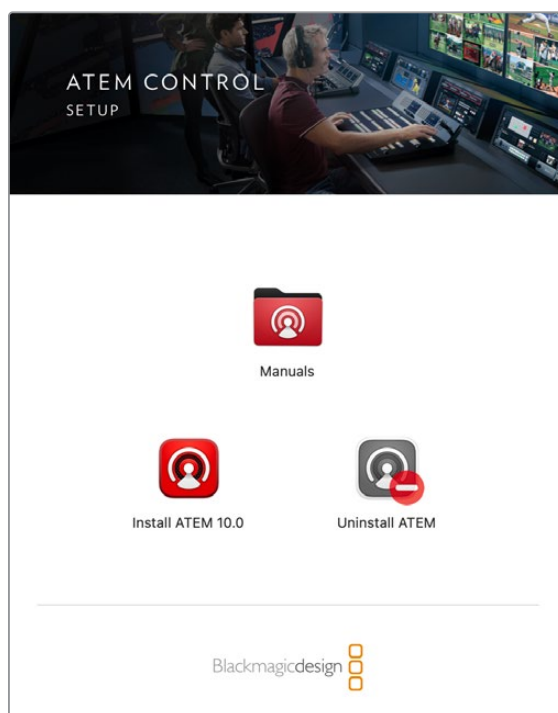 ATEM CONTROL
SETUP
Manuals
Install ATEM 10.0
Uninstall ATEM
Blackmagicdesign